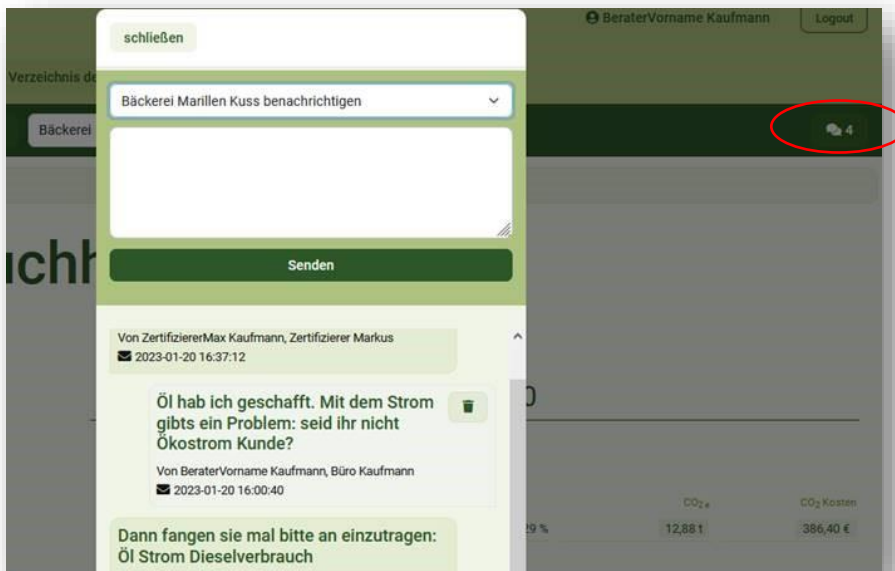 schließen
BeraterVorname Kaufmann
Logout
Verzeichnis de
Bäckerei Marillen Kuss benachrichtigen
Bäckerei
4
Senden
uchh
Von ZertifiziererMax Kaufmann, Zertifizierer Markus
2023-01-20 16:37:12
Öl hab ich geschafft. Mit dem Strom
gibts ein Problem: seid ihr nicht
Ökostrom Kunde?
Von BeraterVorname Kaufmann, Büro Kaufmann
2023-01-20 16:00:40
CO₂e
CO₂ Kosten
Dann fangen sie mal bitte an einzutragen:
Öl Strom Dieselverbrauch
29 %
12,88 t
386,40 €